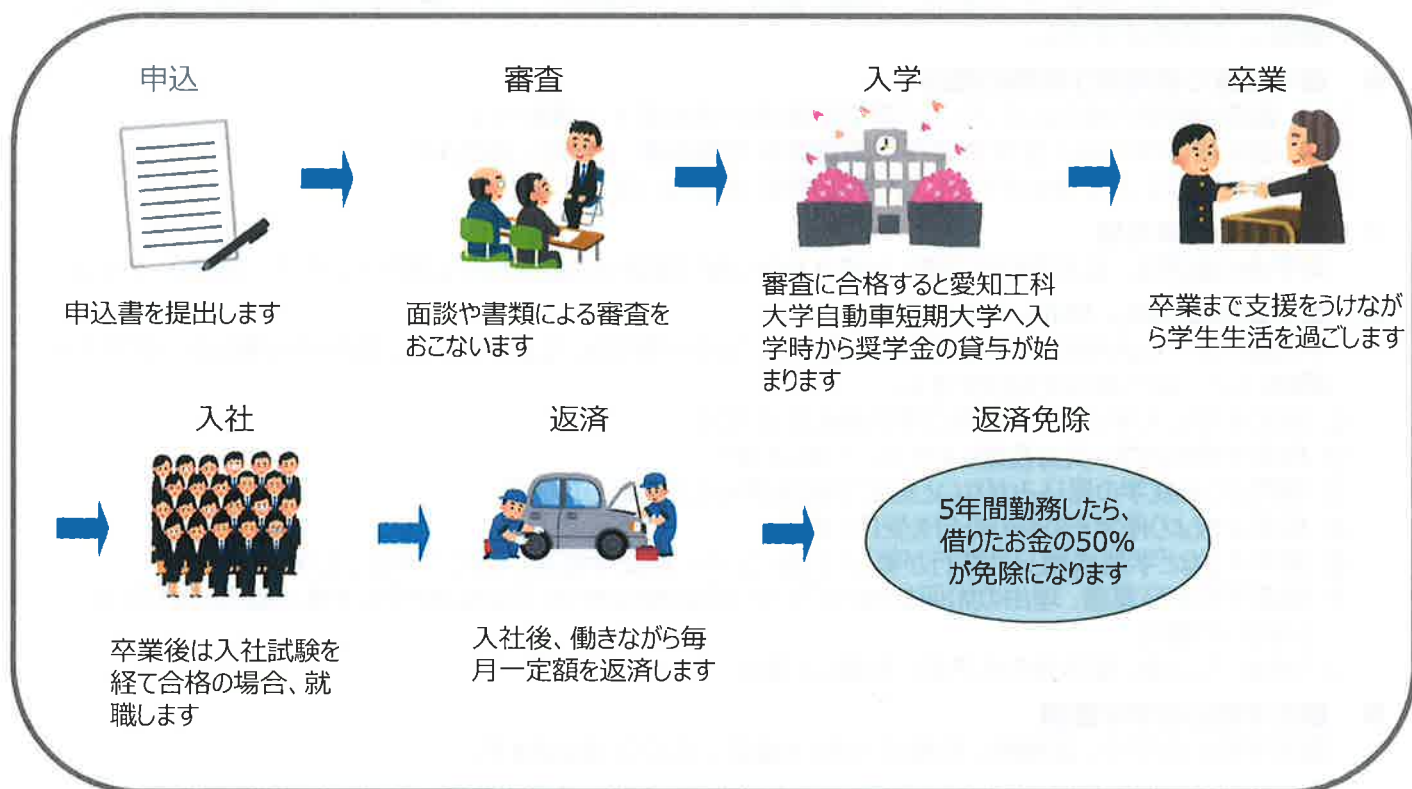 申込
審査
入学
卒業
申込書を提出します
面談や書類による審査を
おこないます
審査に合格すると愛知工科
大学自動車短期大学へ入
学時から奨学金の貸与が始
まります
卒業まで支援をうけなが
ら学生生活を過ごします
入社
返済
返済免除
卒業後は入社試験を
経て合格の場合、就
職します
入社後、働きながら毎
月一定額を返済します
5年間勤務したら、
借りたお金の50%
が免除になります